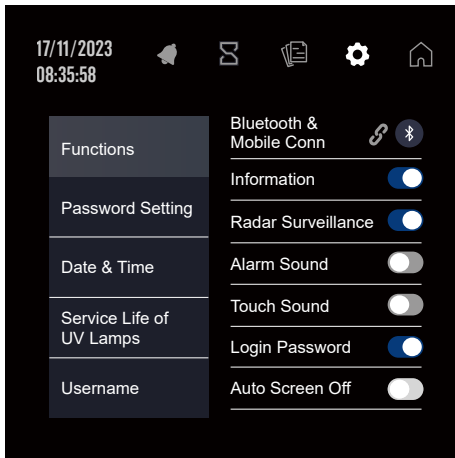 17/11/2023
08:35:58
Functions
Password Setting
Date & Time
Service Life of
UV Lamps
Username
Bluetooth &
Mobile Conn
Information
Radar Surveillance
Alarm Sound
Touch Sound
Login Password
Auto Screen Off